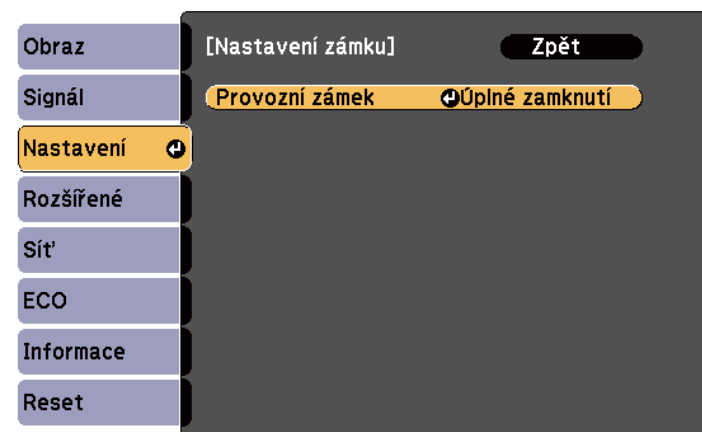 Obraz
Signál
Nastavení
Rozšířené
Síť
ECO
Informace
Reset
[Nastavení zámku] Zpět
Provozní zámek Úplné zamknutí